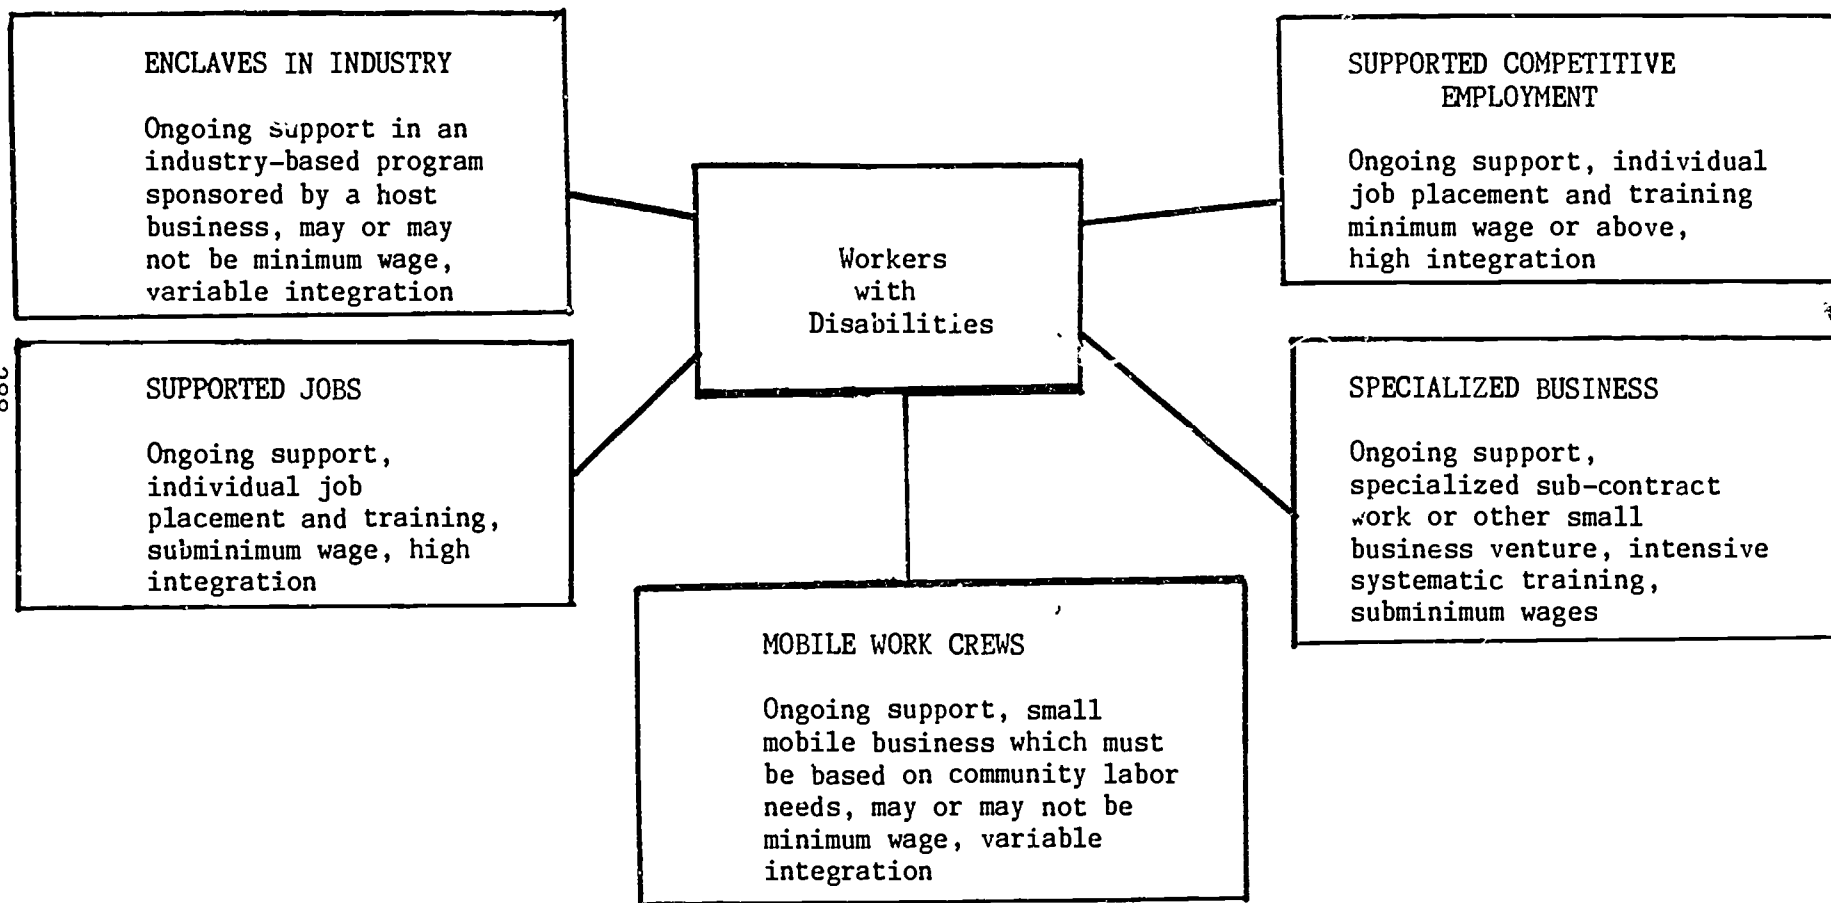 ENCLAVES IN INDUSTRY
Ongoing support in an
industry-based program
sponsored by a host
business, may or may
not be minimum wage,
variable integration
SUPPORTED COMPETITIVE
EMPLOYMENT
Ongoing support, individual
job placement and training
minimum wage or above,
high integration
Workers
with
Disabilities
SUPPORTED JOBS
Ongoing support,
individual job
placement and training,
subminimum wage, high
integration
SPECIALIZED BUSINESS
Ongoing support,
specialized sub-contract
work or other small
business venture, intensive
systematic training,
subminimum wages
MOBILE WORK CREWS
Ongoing support, small
mobile business which must
be based on community labor
needs, may or may not be
minimum wage, variable
integration